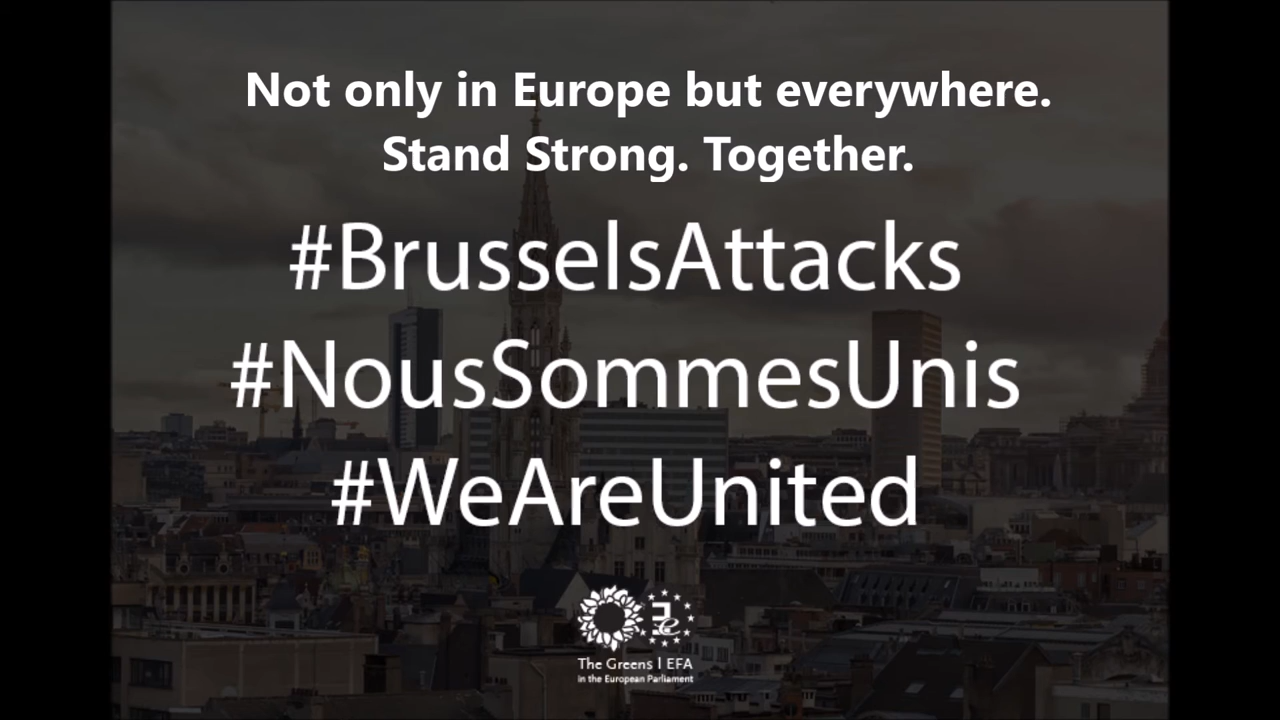 Not only in Europe but everywhere.
Stand Strong. Together.
#BrusselsAttacks
#NousSommesUnis
#WeAreUnited
The Greens | EFA
in the European Parliament